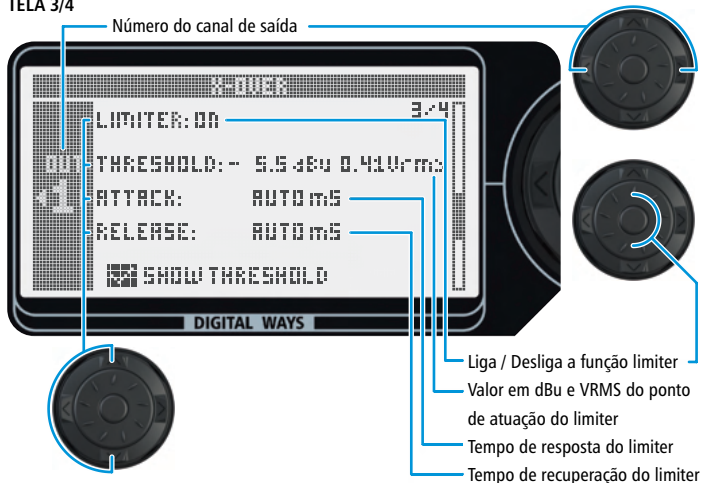 TELA 3/4
Número do canal de saída
X-OVER
3/4
LIMITER: ON
OUT
1
THRESHOLD: - 5.5 dBu 0.41Vrms
ATTACK: AUTO mS
RELEASE: AUTO mS
SHOW THRESHOLD
DIGITAL WAYS
Liga / Desliga a função limiter
Valor em dBu e VRMS do ponto
de atuação do limiter
Tempo de resposta do limiter
Tempo de recuperação do limiter